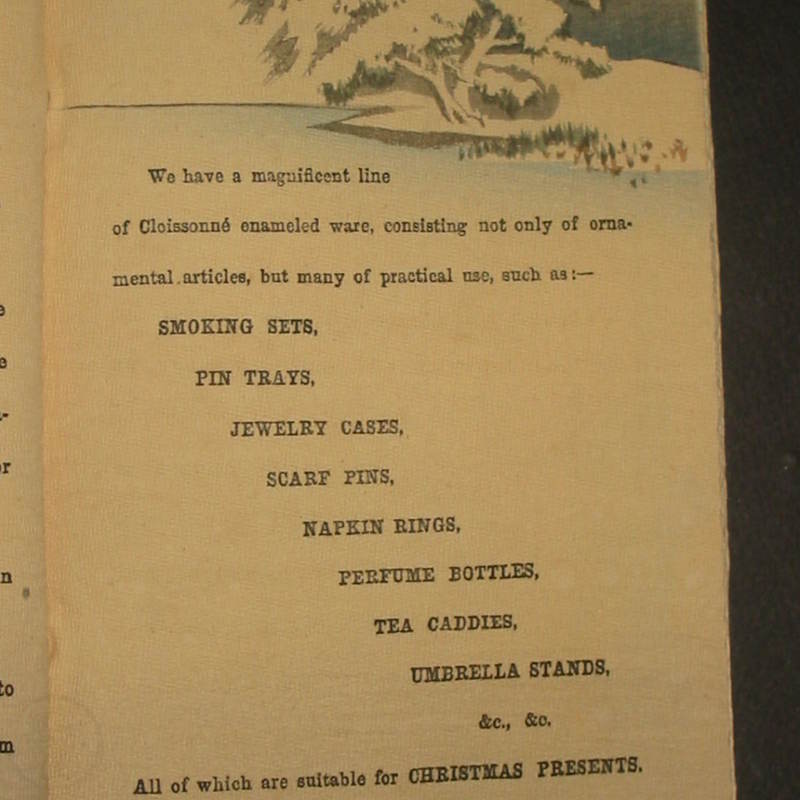 We have a magnificent line
of Cloissonné enameled ware, consisting not only of orna-
mental articles, but many of practical use, such as:—
SMOKING SETS,
PIN TRAYS,
JEWELRY CASES,
SCARF PINS,
NAPKIN RINGS,
PERFUME BOTTLES,
TEA CADDIES,
UMBRELLA STANDS,
&c., &c.
All of which are suitable for CHRISTMAS PRESENTS.